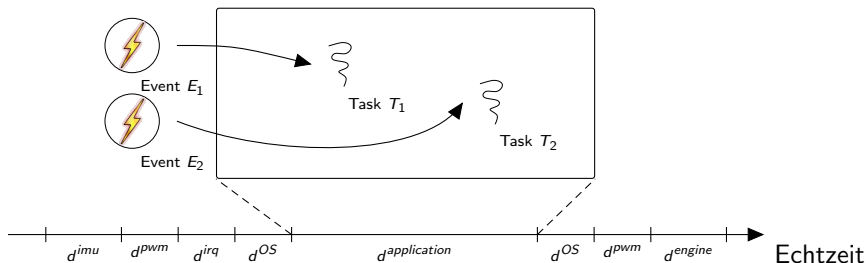 Event E₁
Task T₁
Event E₂
Task T₂
d^imu d^pwm d^irq d^OS d^application d^OS d^pwm d^engine
Echtzeit